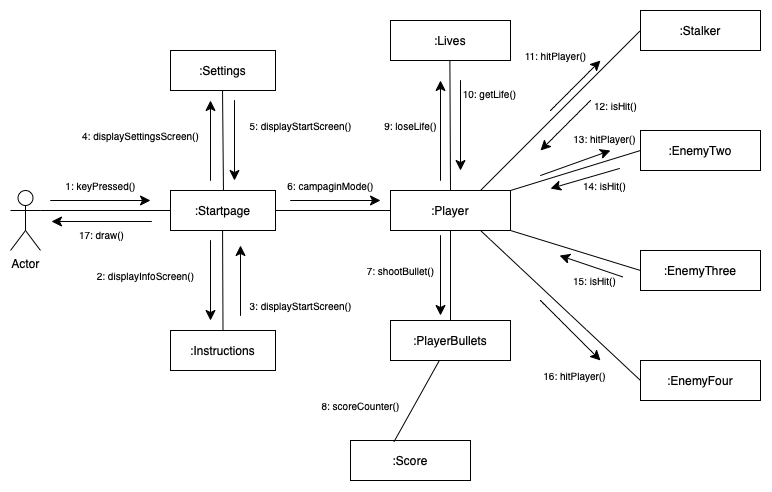 :Stalker
:Lives
11: hitPlayer()
:Settings
10: getLife()
12: isHit()
4: displaySettingsScreen()
5: displayStartScreen()
9: loseLife()
13: hitPlayer()
:EnemyTwo
1: keyPressed()
6: campaginMode()
14: isHit()
:Startpage
:Player
17: draw()
Actor
2: displayInfoScreen()
7: shootBullet()
:EnemyThree
15: isHit()
3: displayStartScreen()
:Instructions
:PlayerBullets
16: hitPlayer()
:EnemyFour
8: scoreCounter()
:Score